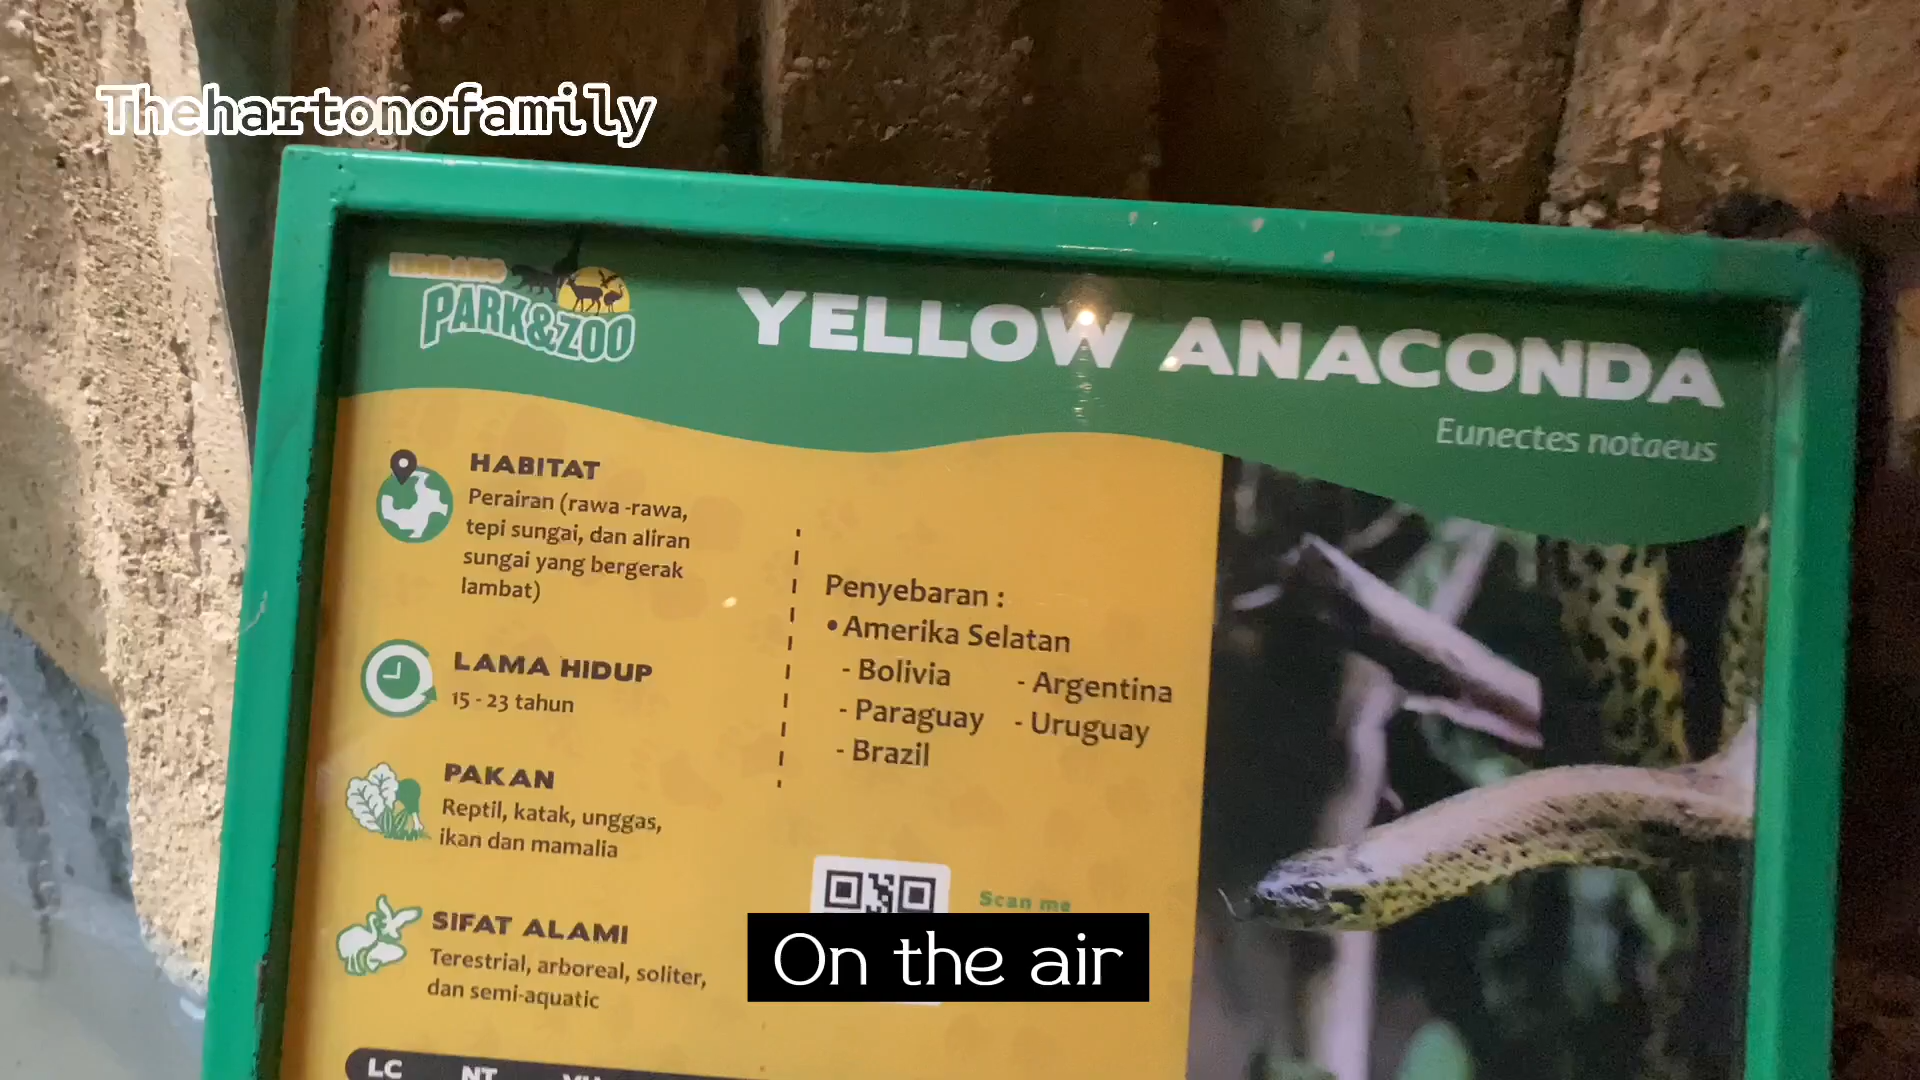 Thehartonofamily
LEMBANG
PARK&ZOO
YELLOW ANACONDA
Eunectes notaeus
HABITAT
Perairan (rawa -rawa,
tepi sungai, dan aliran
sungai yang bergerak
lambat)
LAMA HIDUP
15 - 23 tahun
PAKAN
Reptil, katak, unggas,
ikan dan mamalia
SIFAT ALAMI
Terestrial, arboreal, soliter,
dan semi-aquatic
Penyebaran :
• Amerika Selatan
- Bolivia - Argentina
- Paraguay - Uruguay
- Brazil
Scan me
On the air
LC NT